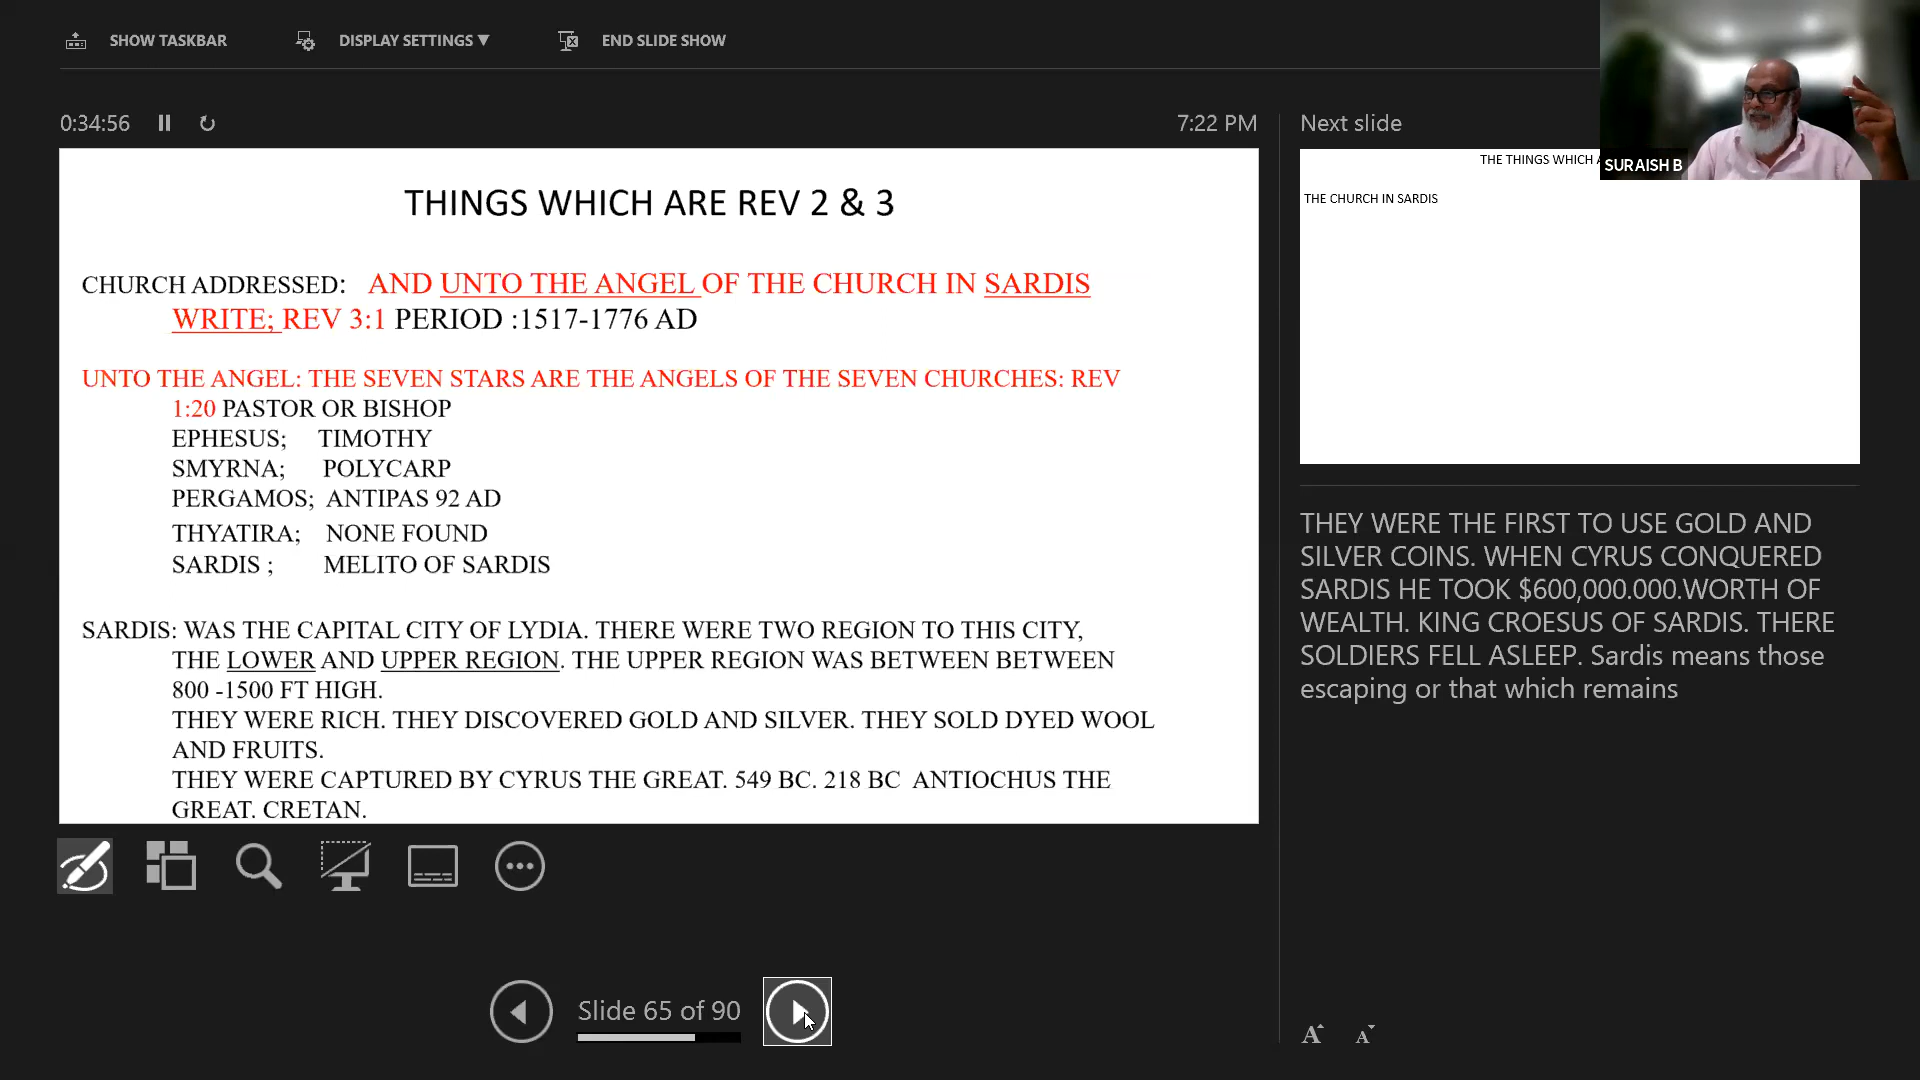 SHOW TASKBAR
DISPLAY SETTINGS ▼
END SLIDE SHOW
0:34:56
7:22 PM
Next slide
SURAISH B
THINGS WHICH ARE REV 2 & 3
CHURCH ADDRESSED: AND UNTO THE ANGEL OF THE CHURCH IN SARDIS
WRITE; REV 3:1 PERIOD :1517-1776 AD
UNTO THE ANGEL: THE SEVEN STARS ARE THE ANGELS OF THE SEVEN CHURCHES: REV
1:20 PASTOR OR BISHOP
EPHESUS; TIMOTHY
SMYRNA; POLYCARP
PERGAMOS; ANTIPAS 92 AD
THYATIRA; NONE FOUND
SARDIS ; MELITO OF SARDIS
SARDIS: WAS THE CAPITAL CITY OF LYDIA. THERE WERE TWO REGION TO THIS CITY,
THE LOWER AND UPPER REGION. THE UPPER REGION WAS BETWEEN BETWEEN
800 -1500 FT HIGH.
THEY WERE RICH. THEY DISCOVERED GOLD AND SILVER. THEY SOLD DYED WOOL
AND FRUITS.
THEY WERE CAPTURED BY CYRUS THE GREAT. 549 BC. 218 BC ANTIOCHUS THE
GREAT. CRETAN.
THE THINGS WHICH
THE CHURCH IN SARDIS
THEY WERE THE FIRST TO USE GOLD AND
SILVER COINS. WHEN CYRUS CONQUERED
SARDIS HE TOOK $600,000.000.WORTH OF
WEALTH. KING CROESUS OF SARDIS. THERE
SOLDIERS FELL ASLEEP. Sardis means those
escaping or that which remains
Slide 65 of 90
A A